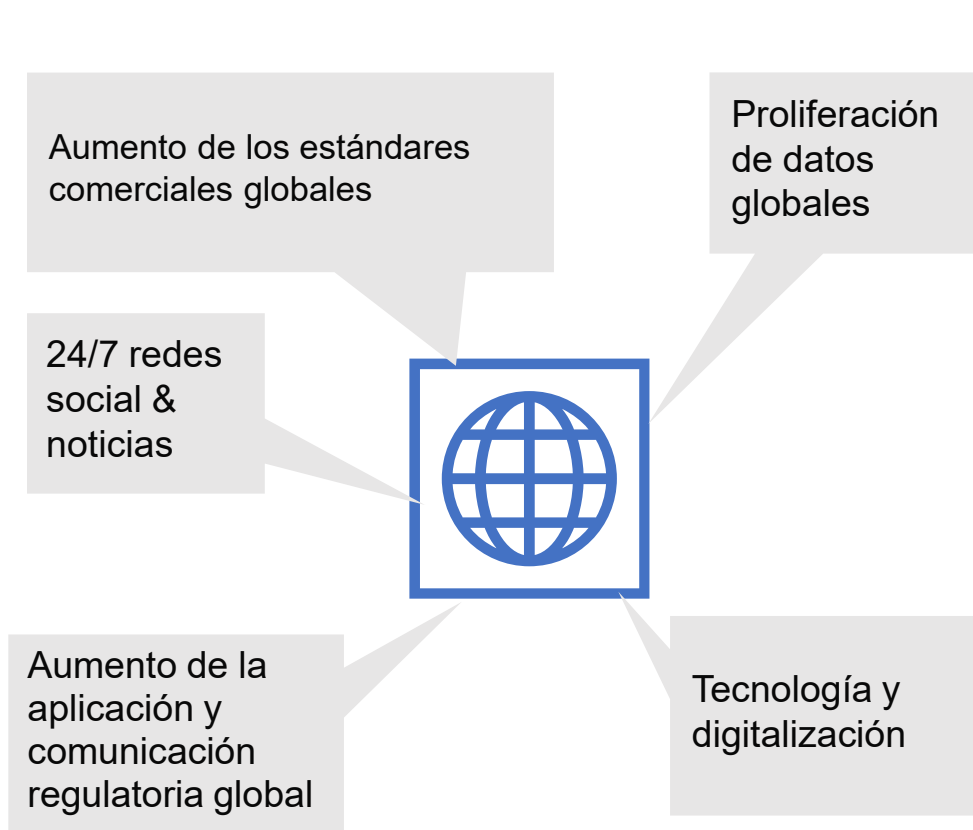 Aumento de los estándares
comerciales globales
Proliferación
de datos
globales
24/7 redes
social &
noticias
Aumento de la
aplicación y
comunicación
regulatoria global
Tecnología y
digitalización